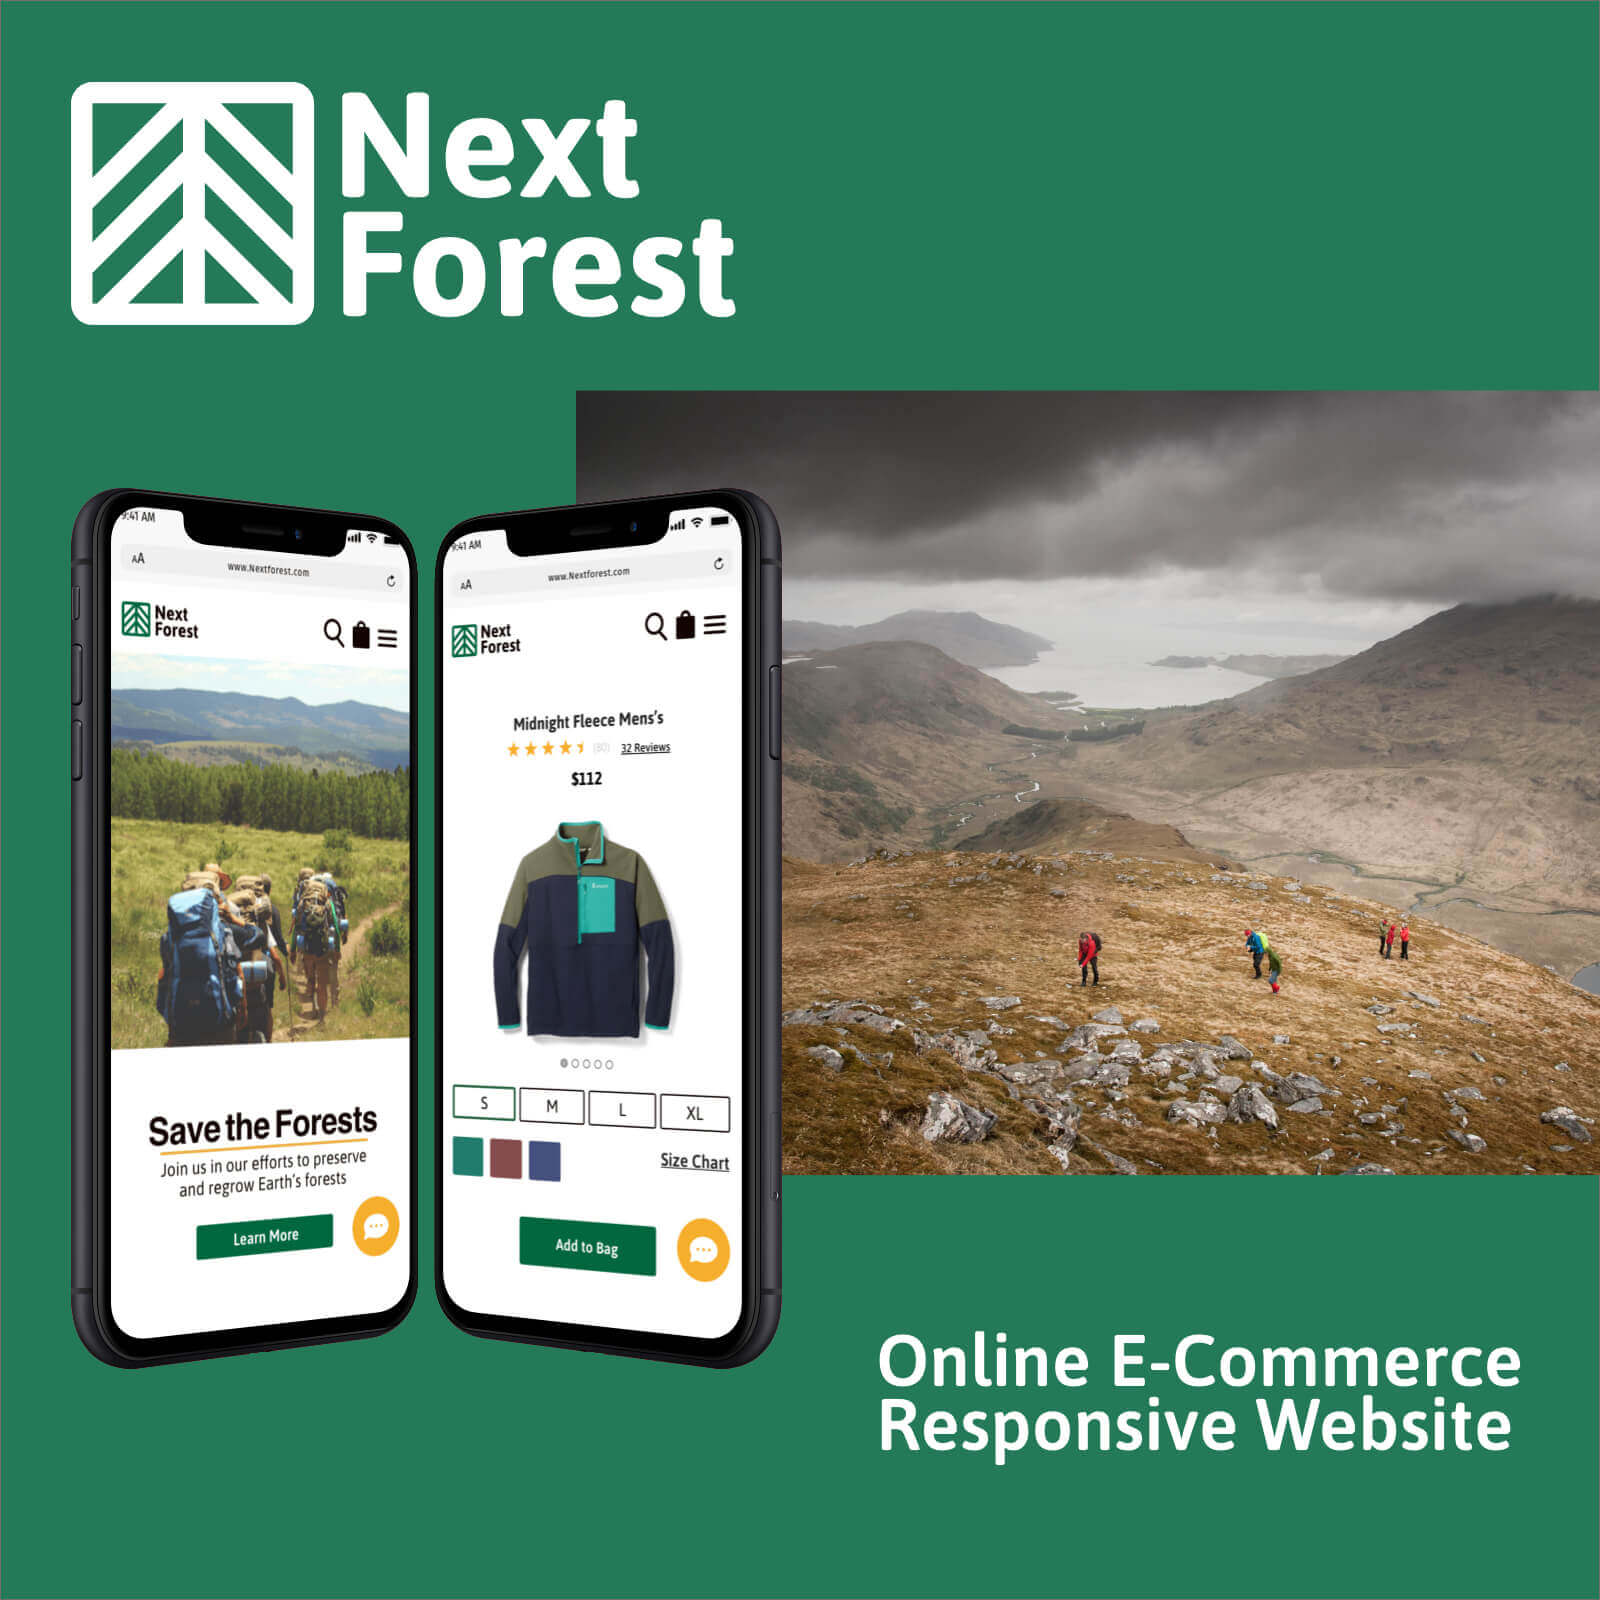 Next
Forest
9:41 AM
AA
www.Nextforest.com
Next
Forest
Save the Forests
Join us in our efforts to preserve
and regrow Earth's forests
Learn More
9:41 AM
AA
www.Nextforest.com
Next
Forest
Midnight Fleece Mens's
(80) 32 Reviews
$112
S M L XL
Size Chart
Add to Bag
Online E-Commerce
Responsive Website